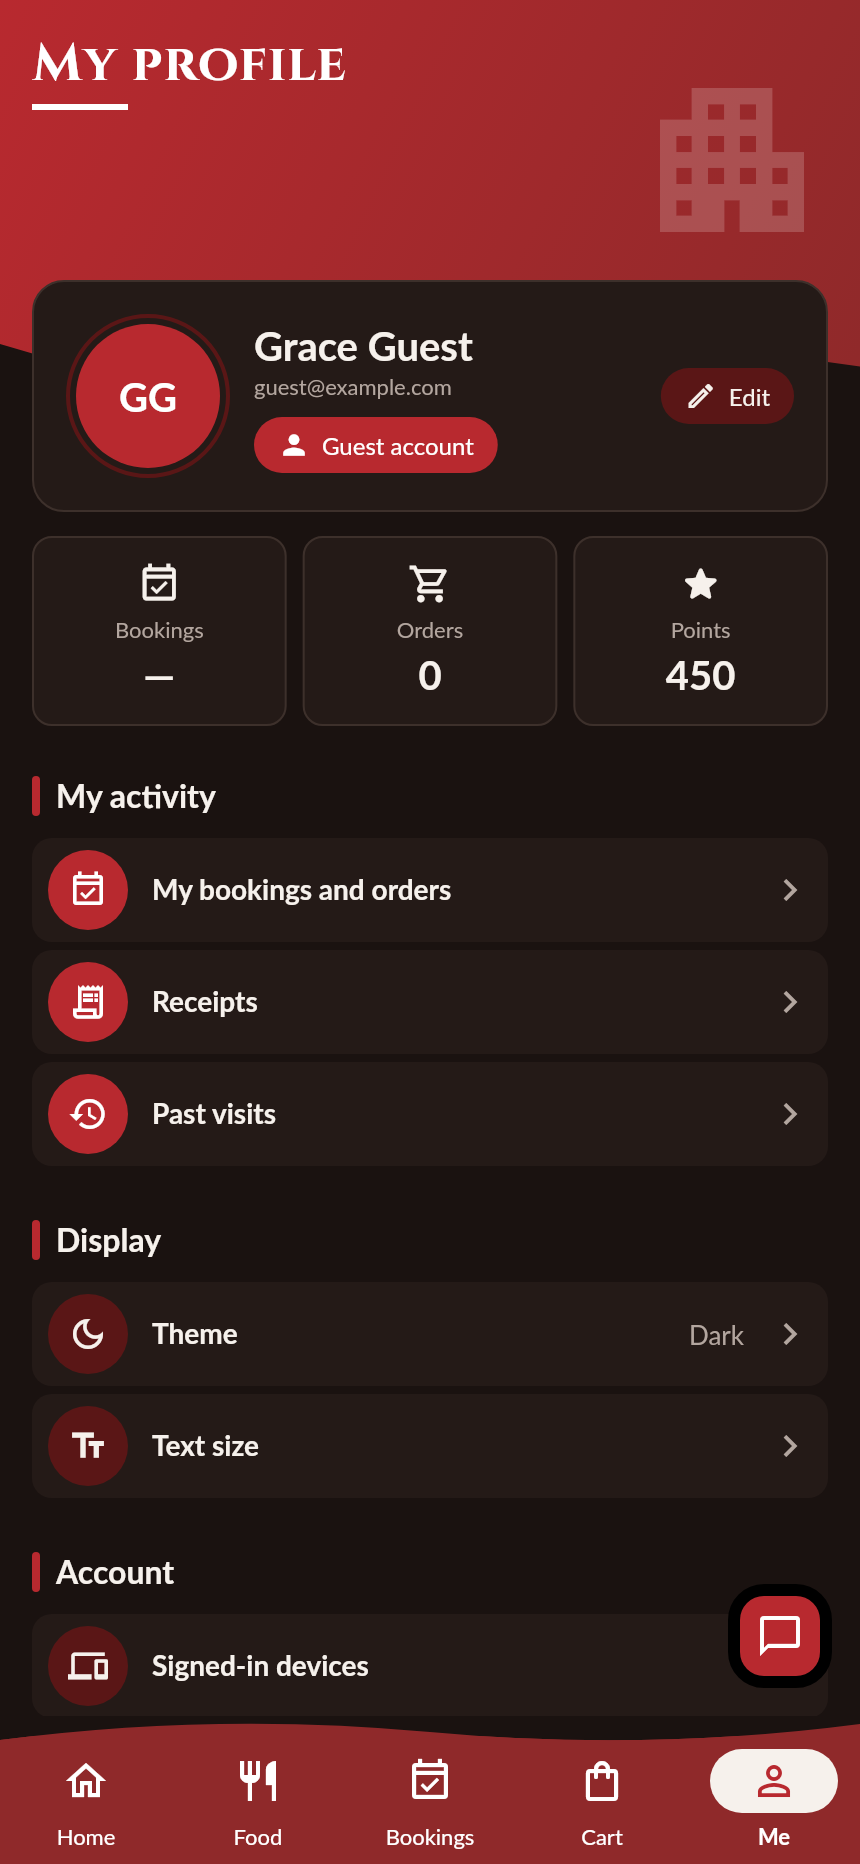 My profile
GG
Grace Guest
guest@example.com
Guest account
Edit
Bookings
—
Orders
0
Points
450
My activity
My bookings and orders
Receipts
Past visits
Display
Theme
Dark
Text size
Account
Signed-in devices
Home
Food
Bookings
Cart
Me